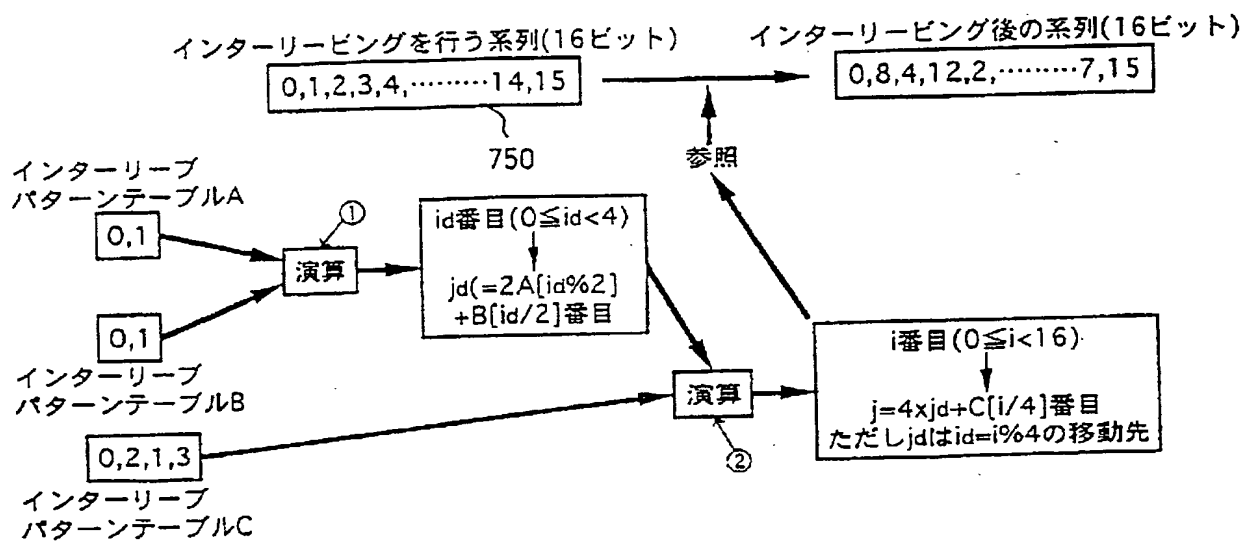 インターリービングを行う系列(16ビット)
インターリービング後の系列(16ビット)
0,1,2,3,4,………14,15
0,8,4,12,2,………7,15
750
参照
インターリーブ
パターンテーブルA
0,1
①
演算
id番目(0≦id<4)
jd(=2A[id%2]
+B[id/2]番目
0,1
インターリーブ
パターンテーブルB
i番目(0≦i<16)
演算
j=4xjd+C[i/4]番目
ただしjdはid=i%4の移動先
②
0,2,1,3
インターリーブ
パターンテーブルC